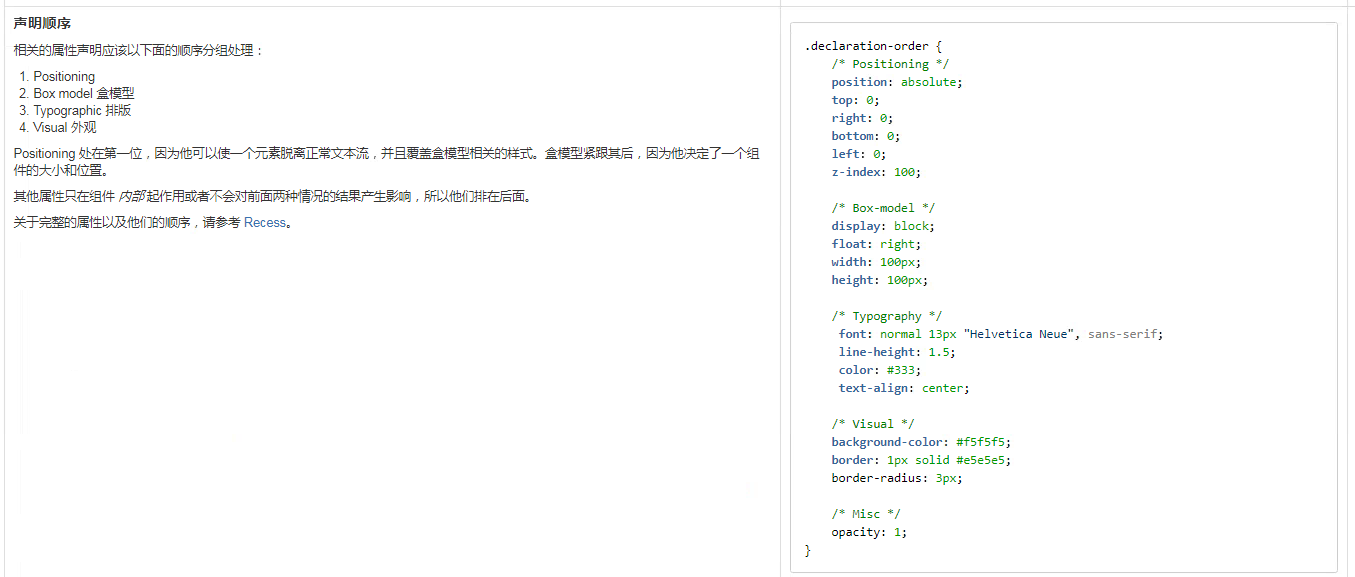 声明顺序
相关的属性声明应该以下面的顺序分组处理：
1. Positioning
2. Box model 盒模型
3. Typographic 排版
4. Visual 外观
Positioning 处在第一位，因为他可以使一个元素脱离正常文本流，并且覆盖盒模型相关的样式。盒模型紧跟其后，因为他决定了一个组
件的大小和位置。
其他属性只在组件 内部 起作用或者不会对前面两种情况的结果产生影响，所以他们排在后面。
关于完整的属性以及他们的顺序，请参考 Recess。
.declaration-order {
    /* Positioning */
    position: absolute;
    top: 0;
    right: 0;
    bottom: 0;
    left: 0;
    z-index: 100;

    /* Box-model */
    display: block;
    float: right;
    width: 100px;
    height: 100px;

    /* Typography */
     font: normal 13px "Helvetica Neue", sans-serif;
     line-height: 1.5;
     color: #333;
     text-align: center;

    /* Visual */
    background-color: #f5f5f5;
    border: 1px solid #e5e5e5;
    border-radius: 3px;

    /* Misc */
    opacity: 1;
}